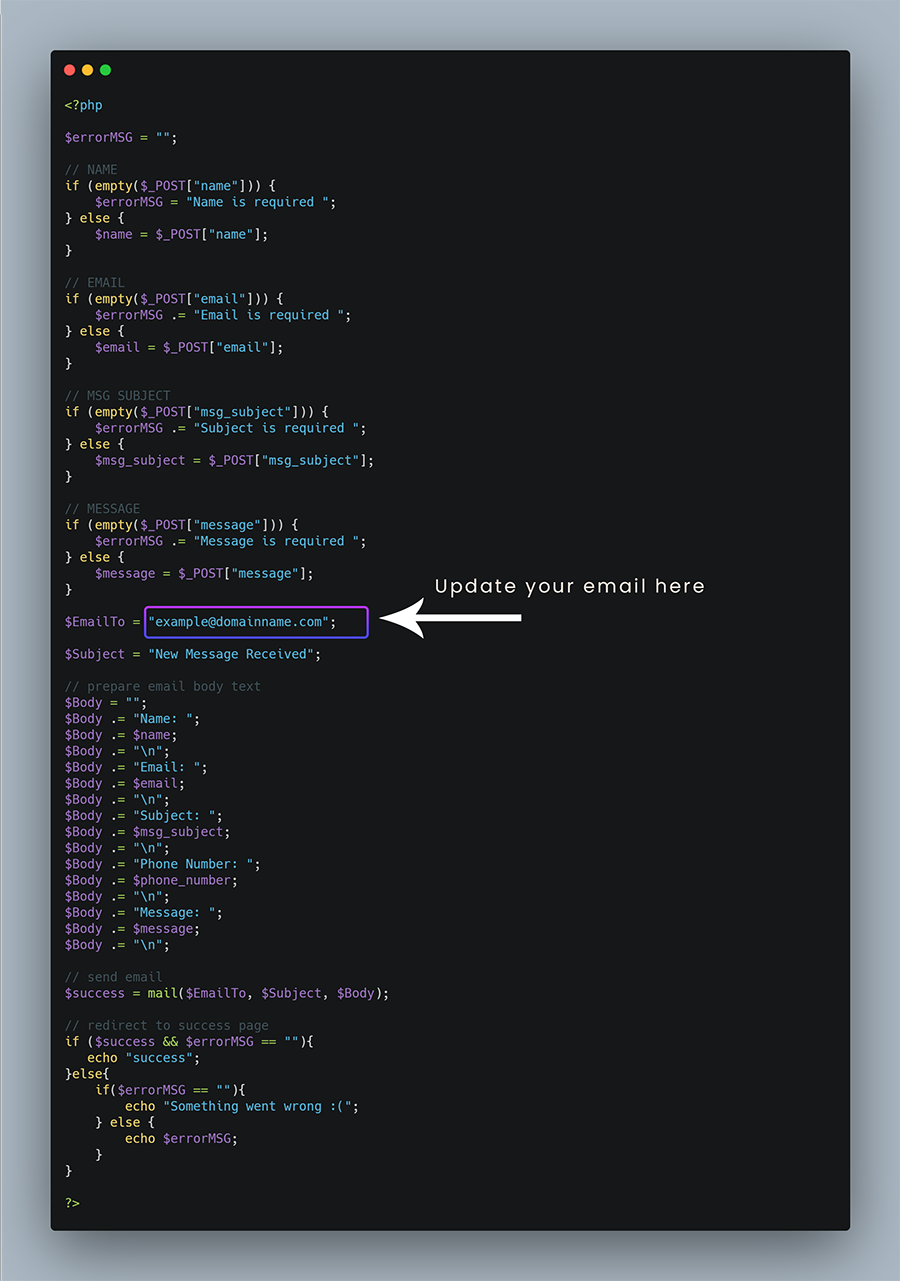 <?php
$errorMSG = "";
// NAME
if (empty($_POST["name"])) {
    $errorMSG = "Name is required ";
} else {
    $name = $_POST["name"];
}
// EMAIL
if (empty($_POST["email"])) {
    $errorMSG .= "Email is required ";
} else {
    $email = $_POST["email"];
}
// MSG SUBJECT
if (empty($_POST["msg_subject"])) {
    $errorMSG .= "Subject is required ";
} else {
    $msg_subject = $_POST["msg_subject"];
}
// MESSAGE
if (empty($_POST["message"])) {
    $errorMSG .= "Message is required ";
} else {
    $message = $_POST["message"];
}
Update your email here
$EmailTo = "example@domainname.com";
$Subject = "New Message Received";
// prepare email body text
$Body = "";
$Body .= "Name: ";
$Body .= $name;
$Body .= "\n";
$Body .= "Email: ";
$Body .= $email;
$Body .= "\n";
$Body .= "Subject: ";
$Body .= $msg_subject;
$Body .= "\n";
$Body .= "Phone Number: ";
$Body .= $phone_number;
$Body .= "\n";
$Body .= "Message: ";
$Body .= $message;
$Body .= "\n";
// send email
$success = mail($EmailTo, $Subject, $Body);
// redirect to success page
if ($success && $errorMSG == ""){
   echo "success";
}else{
    if($errorMSG == ""){
        echo "Something went wrong :(";
    } else {
        echo $errorMSG;
    }
}
?>